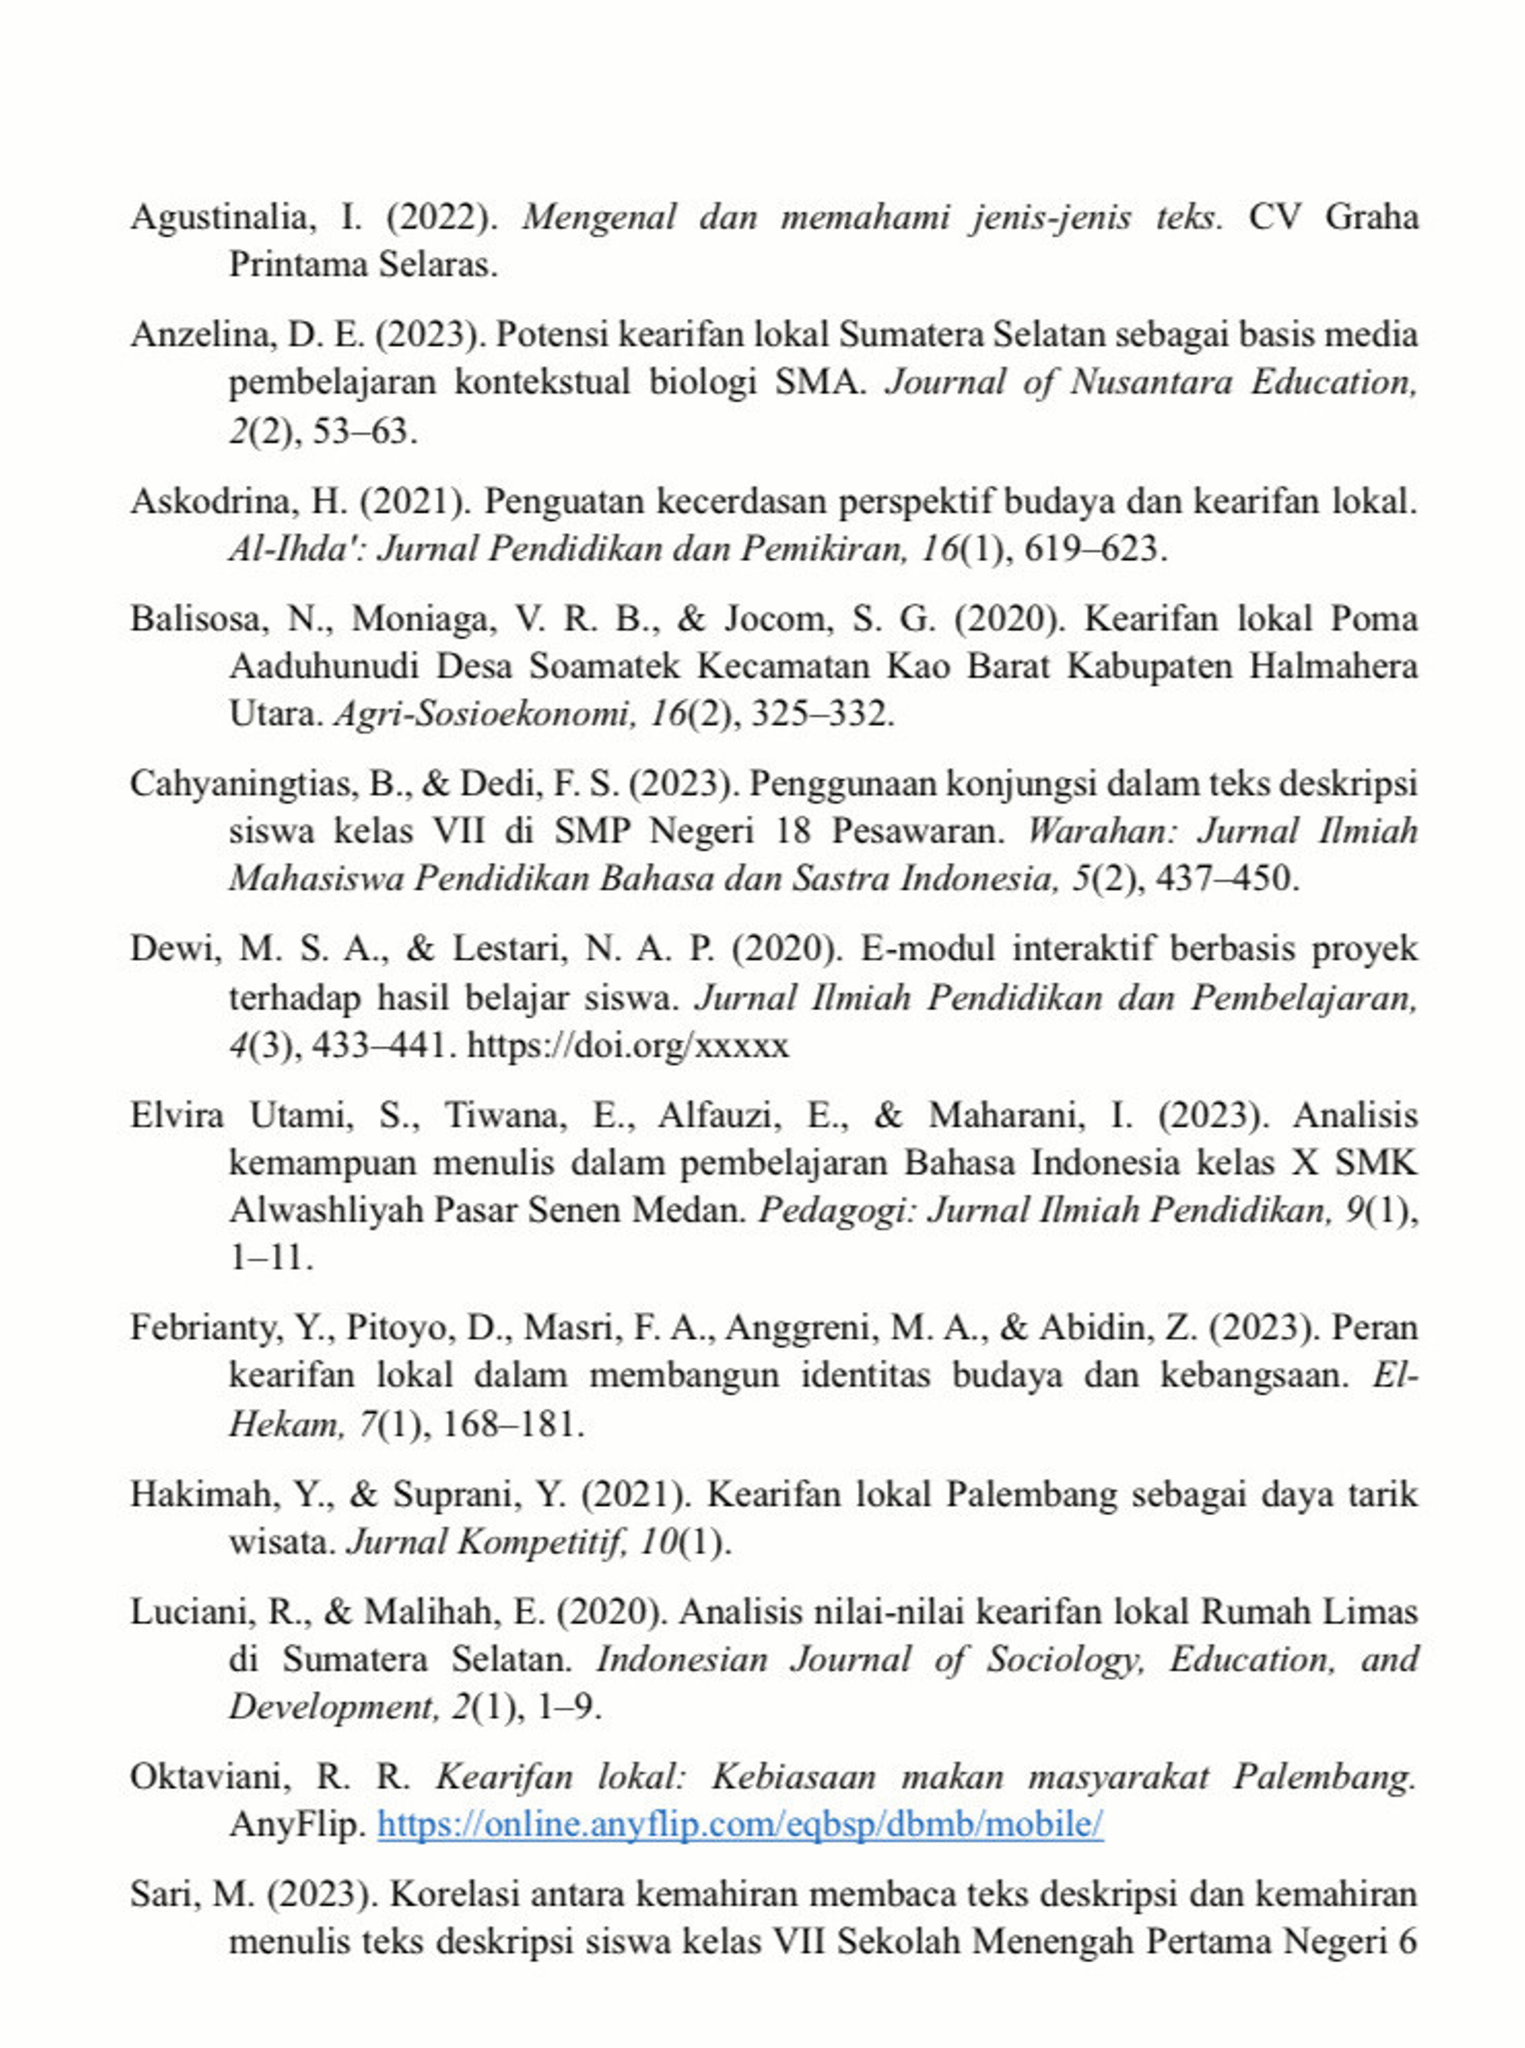 Agustinalia, I. (2022). Mengenal dan memahami jenis-jenis teks. CV Graha
Printama Selaras.
Anzelina, D. E. (2023). Potensi kearifan lokal Sumatera Selatan sebagai basis media
pembelajaran kontekstual biologi SMA. Journal of Nusantara Education,
2(2), 53–63.
Askodrina, H. (2021). Penguatan kecerdasan perspektif budaya dan kearifan lokal.
Al-Ihda': Jurnal Pendidikan dan Pemikiran, 16(1), 619–623.
Balisosa, N., Moniaga, V. R. B., & Jocom, S. G. (2020). Kearifan lokal Poma
Aaduhunudi Desa Soamatek Kecamatan Kao Barat Kabupaten Halmahera
Utara. Agri-Sosioekonomi, 16(2), 325–332.
Cahyaningtias, B., & Dedi, F. S. (2023). Penggunaan konjungsi dalam teks deskripsi
siswa kelas VII di SMP Negeri 18 Pesawaran. Warahan: Jurnal Ilmiah
Mahasiswa Pendidikan Bahasa dan Sastra Indonesia, 5(2), 437–450.
Dewi, M. S. A., & Lestari, N. A. P. (2020). E-modul interaktif berbasis proyek
terhadap hasil belajar siswa. Jurnal Ilmiah Pendidikan dan Pembelajaran,
4(3), 433–441. https://doi.org/xxxxx
Elvira Utami, S., Tiwana, E., Alfauzi, E., & Maharani, I. (2023). Analisis
kemampuan menulis dalam pembelajaran Bahasa Indonesia kelas X SMK
Alwashliyah Pasar Senen Medan. Pedagogi: Jurnal Ilmiah Pendidikan, 9(1),
1–11.
Febrianty, Y., Pitoyo, D., Masri, F. A., Anggreni, M. A., & Abidin, Z. (2023). Peran
kearifan lokal dalam membangun identitas budaya dan kebangsaan. El-
Hekam, 7(1), 168–181.
Hakimah, Y., & Suprani, Y. (2021). Kearifan lokal Palembang sebagai daya tarik
wisata. Jurnal Kompetitif, 10(1).
Luciani, R., & Malihah, E. (2020). Analisis nilai-nilai kearifan lokal Rumah Limas
di Sumatera Selatan. Indonesian Journal of Sociology, Education, and
Development, 2(1), 1–9.
Oktaviani, R. R. Kearifan lokal: Kebiasaan makan masyarakat Palembang.
AnyFlip. https://online.anyflip.com/eqbsp/dbmb/mobile/
Sari, M. (2023). Korelasi antara kemahiran membaca teks deskripsi dan kemahiran
menulis teks deskripsi siswa kelas VII Sekolah Menengah Pertama Negeri 6